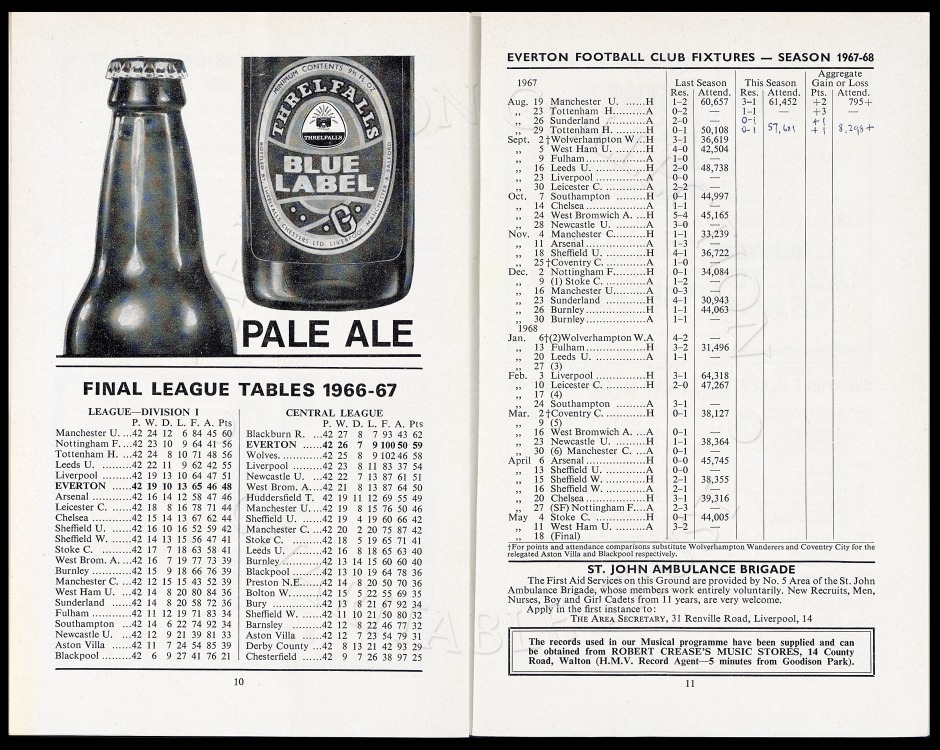 MINIMUM CONTENTS 9⅔ FL. OZ.
THRELFALLS
THRELFALLS
BLUE
LABEL
PALE ALE
FINAL LEAGUE TABLES 1966-67
LEAGUE—DIVISION I
P. W. D. L. F. A. Pts
Manchester U. ...42 24 12 6 84 45 60
Nottingham F. ...42 23 10 9 64 41 56
Tottenham H. ...42 24 8 10 71 48 56
Leeds U. .........42 22 11 9 62 42 55
Liverpool .........42 19 13 10 64 47 51
EVERTON ......42 19 10 13 65 46 48
Arsenal ............42 16 14 12 58 47 46
Leicester C. ......42 18 8 16 78 71 44
Chelsea ............42 15 14 13 67 62 44
Sheffield U. ......42 16 10 16 52 59 42
Sheffield W. ......42 14 13 15 56 47 41
Stoke C. .........42 17 7 18 63 58 41
West Brom. A. ...42 16 7 19 77 73 39
Burnley ............42 15 9 18 66 76 39
Manchester C. ...42 12 15 15 43 52 39
West Ham U. ...42 14 8 20 80 84 36
Sunderland ......42 14 8 20 58 72 36
Fulham ............42 11 12 19 71 83 34
Southampton ...42 14 6 22 74 92 34
Newcastle U. ...42 12 9 21 39 81 33
Aston Villa ......42 11 7 24 54 85 39
Blackpool .........42 6 9 27 41 76 21
CENTRAL LEAGUE
P. W. D. L. F. A. Pts
Blackburn R. ...42 27 8 7 93 43 62
EVERTON ...42 26 7 9 100 50 59
Wolves. .........42 25 8 9 102 46 58
Liverpool ......42 23 8 11 83 37 54
Newcastle U. ...42 22 7 13 87 61 51
West Brom. A....42 21 8 13 87 64 50
Huddersfield T. 42 19 11 12 69 55 49
Manchester U. ...42 19 8 15 76 50 46
Sheffield U. ...42 19 4 19 60 66 42
Manchester C. ...42 20 2 20 75 87 42
Stoke C. ......42 18 5 19 65 71 41
Leeds U. ......42 16 8 18 65 63 40
Burnley .........42 13 14 15 60 60 40
Blackpool ......42 13 10 19 64 78 36
Preston N.E.......42 14 8 20 50 70 36
Bolton W. ......42 15 5 22 55 69 35
Bury ............42 13 8 21 67 92 34
Sheffield W. ...42 11 10 21 50 80 32
Barnsley ......42 12 8 22 46 77 32
Aston Villa ...42 12 7 23 54 79 31
Derby County ...42 8 13 21 42 75 29
Chesterfield ...42 9 7 26 38 97 25
10
EVERTON FOOTBALL CLUB FIXTURES — SEASON 1967-68
1967 Last Season This Season Aggregate Gain or Loss
Res. Attend. Res. Attend. Pts. Attend.
Aug. 19 Manchester U. ......H 1–2 60,657 3–1 61,452 +2 795+
,, 23 Tottenham H..........A 0–2 — 1–1 — +3 —
,, 26 Sunderland ............A 2–0 — 0-1 +1
,, 29 Tottenham H. .........H 0–1 50,108 0-1 +1 8,298+
Sept. 2 †Wolverhampton W...H 3–1 36,619
,, 5 West Ham U. .........H 4–0 42,504
,, 9 Fulham ...............A 1–0 —
,, 16 Leeds U. ............H 2–0 48,738
,, 23 Liverpool ............A 0–0 —
,, 30 Leicester C. .........A 2–2 —
Oct. 7 Southampton .........H 0–1 44,997
,, 14 Chelsea ...............A 1–1 —
,, 24 West Bromwich A. ...H 5–4 45,165
,, 28 Newcastle U. .........A 3–0 —
Nov. 4 Manchester C..........H 1–1 33,239
,, 11 Arsenal ...............A 1–3 —
,, 18 Sheffield U. .........H 4–1 36,722
,, 25 †Coventry C. .........A 1–0 —
Dec. 2 Nottingham F..........H 0–1 34,084
,, 9 (1) Stoke C. .........A 1–2 —
,, 16 Manchester U..........A 0–3 —
,, 23 Sunderland .........H 4–1 30,943
,, 26 Burnley ...............H 1–1 44,063
,, 30 Burnley ...............A 1–1 —
1968
Jan. 6†(2)Wolverhampton W.A 4–2 —
,, 13 Fulham ...............H 3–2 31,496
,, 20 Leeds U. ............A 1–1 —
,, 27 (3)
Feb. 3 Liverpool ............H 3–1 64,318
,, 10 Leicester C. .........H 2–0 47,267
,, 17 (4)
,, 24 Southampton .........A 3–1 —
Mar. 2 †Coventry C. .........H 0–1 38,127
,, 9 (5)
,, 16 West Bromwich A. ...A 0–1 —
,, 23 Newcastle U. .........H 1–1 38,364
,, 30 (6) Manchester C. ...A 0–1 —
April 6 Arsenal ...............H 0–0 45,745
,, 13 Sheffield U. .........A 0–0 —
,, 15 Sheffield W. .........H 2–1 38,355
,, 16 Sheffield W. .........A 2–1 —
,, 20 Chelsea ...............H 3–1 39,316
,, 27 (SF) Nottingham F....A 2–3 —
May 4 Stoke C. ............H 0–1 44,005
,, 11 West Ham U. .........A 3–2 —
,, 18 (Final)
†For points and attendance comparisons substitute Wolverhampton Wanderers and Coventry City for the
relegated Aston Villa and Blackpool respectively.
ST. JOHN AMBULANCE BRIGADE
The First Aid Services on this Ground are provided by No. 5 Area of the St. John
Ambulance Brigade, whose members work entirely voluntarily. New Recruits, Men,
Nurses, Boy and Girl Cadets from 11 years, are very welcome.
Apply in the first instance to:
THE AREA SECRETARY, 31 Renville Road, Liverpool, 14
The records used in our Musical programme have been supplied and can
be obtained from ROBERT CREASE'S MUSIC STORES, 14 County
Road, Walton (H.M.V. Record Agent—5 minutes from Goodison Park).
11